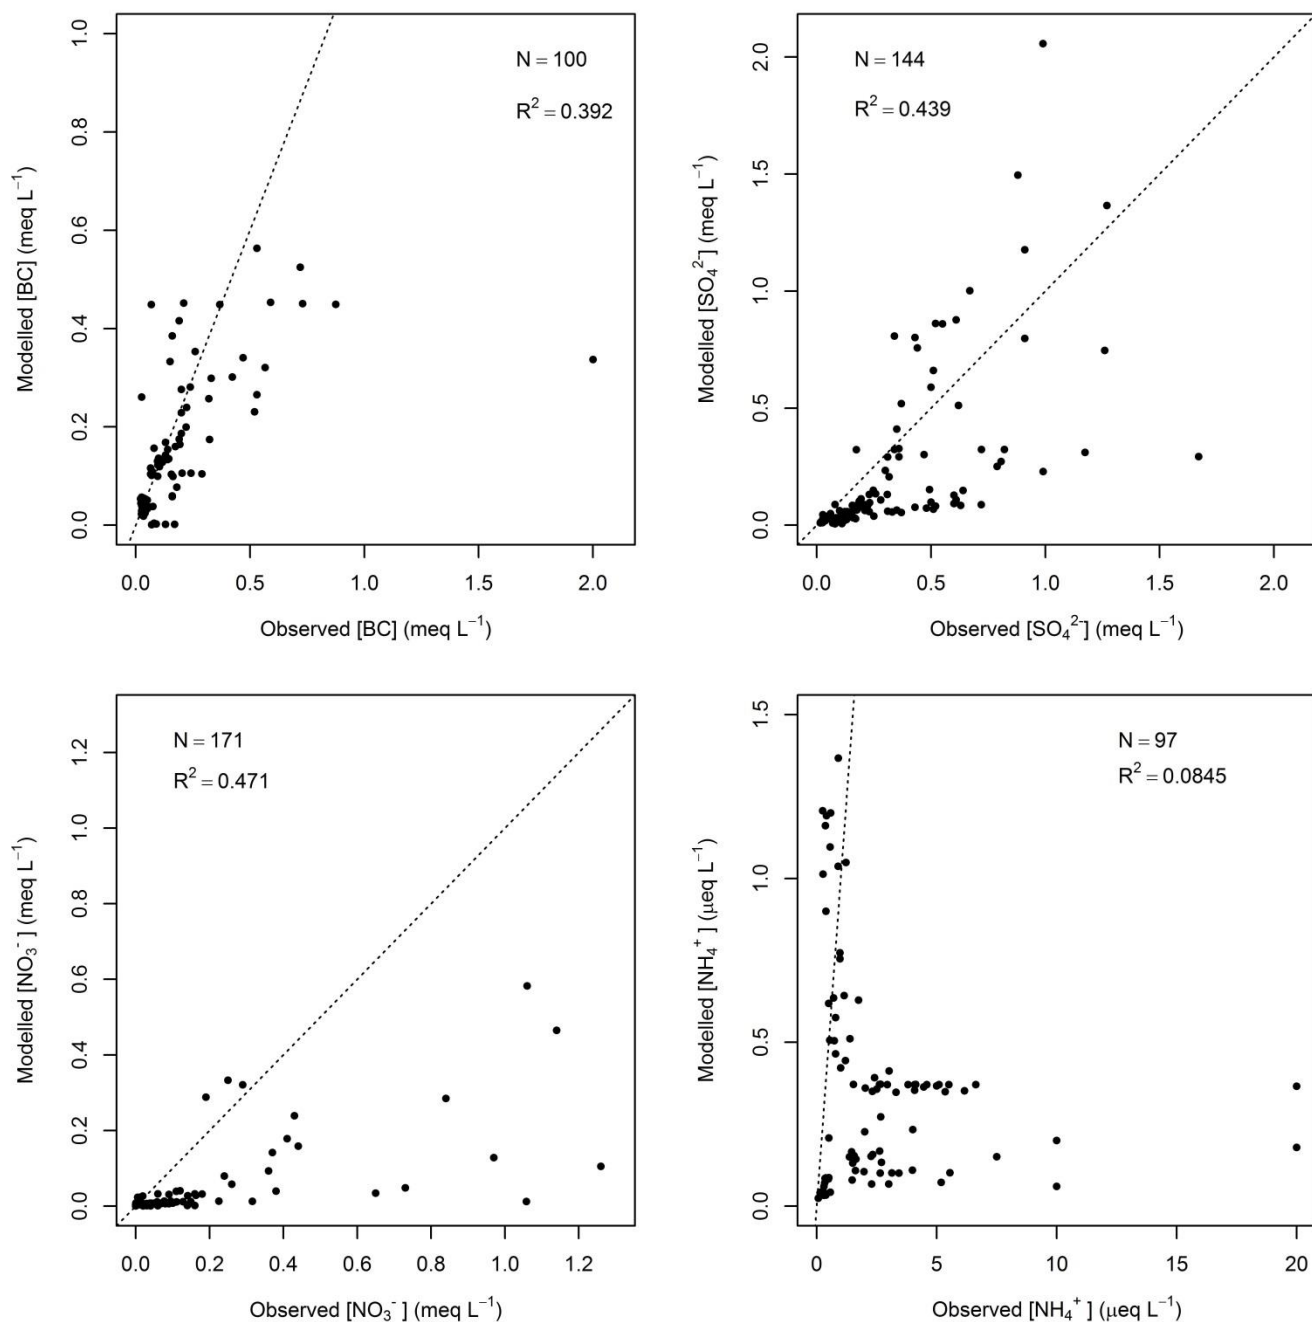 N = 100
R² = 0.392
1.0
0.8
0.6
0.4
0.2
0.0
Modelled [BC] (meq L⁻¹)
0.0 0.5 1.0 1.5 2.0
Observed [BC] (meq L⁻¹)
N = 144
R² = 0.439
2.0
1.5
1.0
0.5
0.0
Modelled [SO₄²⁻] (meq L⁻¹)
0.0 0.5 1.0 1.5 2.0
Observed [SO₄²⁻] (meq L⁻¹)
N = 171
R² = 0.471
1.2
1.0
0.8
0.6
0.4
0.2
0.0
Modelled [NO₃⁻] (meq L⁻¹)
0.0 0.2 0.4 0.6 0.8 1.0 1.2
Observed [NO₃⁻] (meq L⁻¹)
N = 97
R² = 0.0845
1.5
1.0
0.5
0.0
Modelled [NH₄⁺] (µeq L⁻¹)
0 5 10 15 20
Observed [NH₄⁺] (µeq L⁻¹)